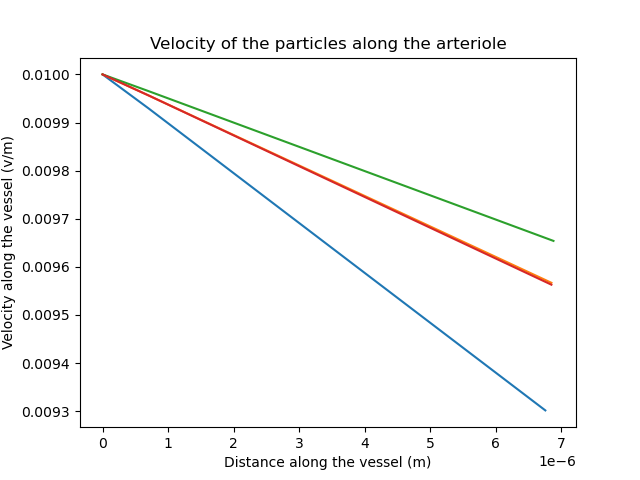 Velocity of the particles along the arteriole
0.0100
0.0099
0.0098
0.0097
0.0096
0.0095
0.0094
0.0093
Velocity along the vessel (v/m)
0 1 2 3 4 5 6 7
1e−6
Distance along the vessel (m)